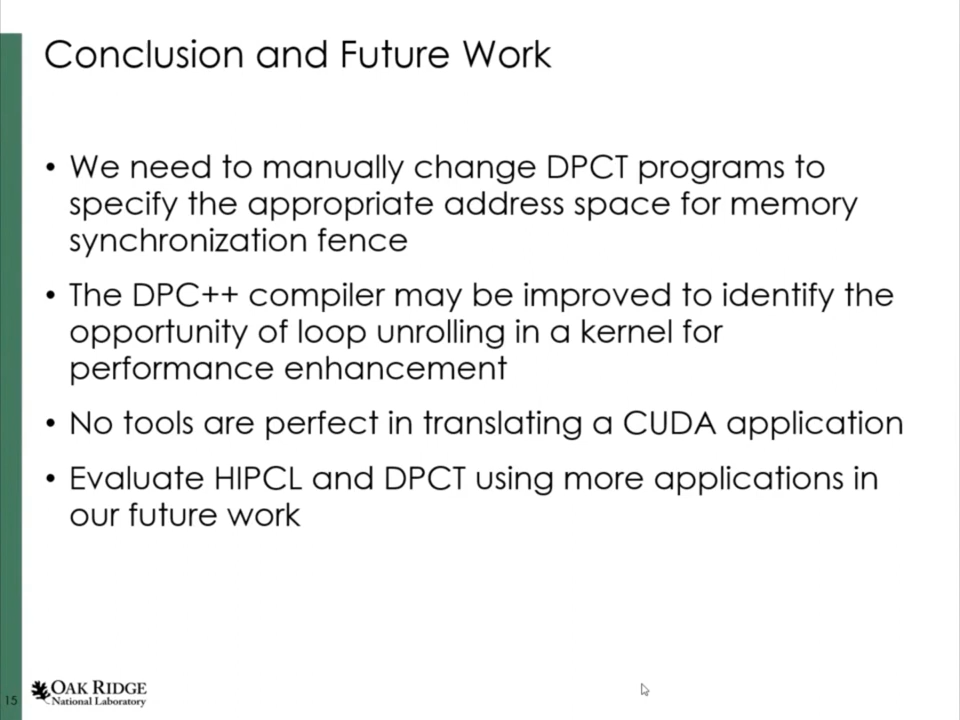 Conclusion and Future Work
• We need to manually change DPCT programs to
specify the appropriate address space for memory
synchronization fence
• The DPC++ compiler may be improved to identify the
opportunity of loop unrolling in a kernel for
performance enhancement
• No tools are perfect in translating a CUDA application
• Evaluate HIPCL and DPCT using more applications in
our future work
15
OAK RIDGE
National Laboratory